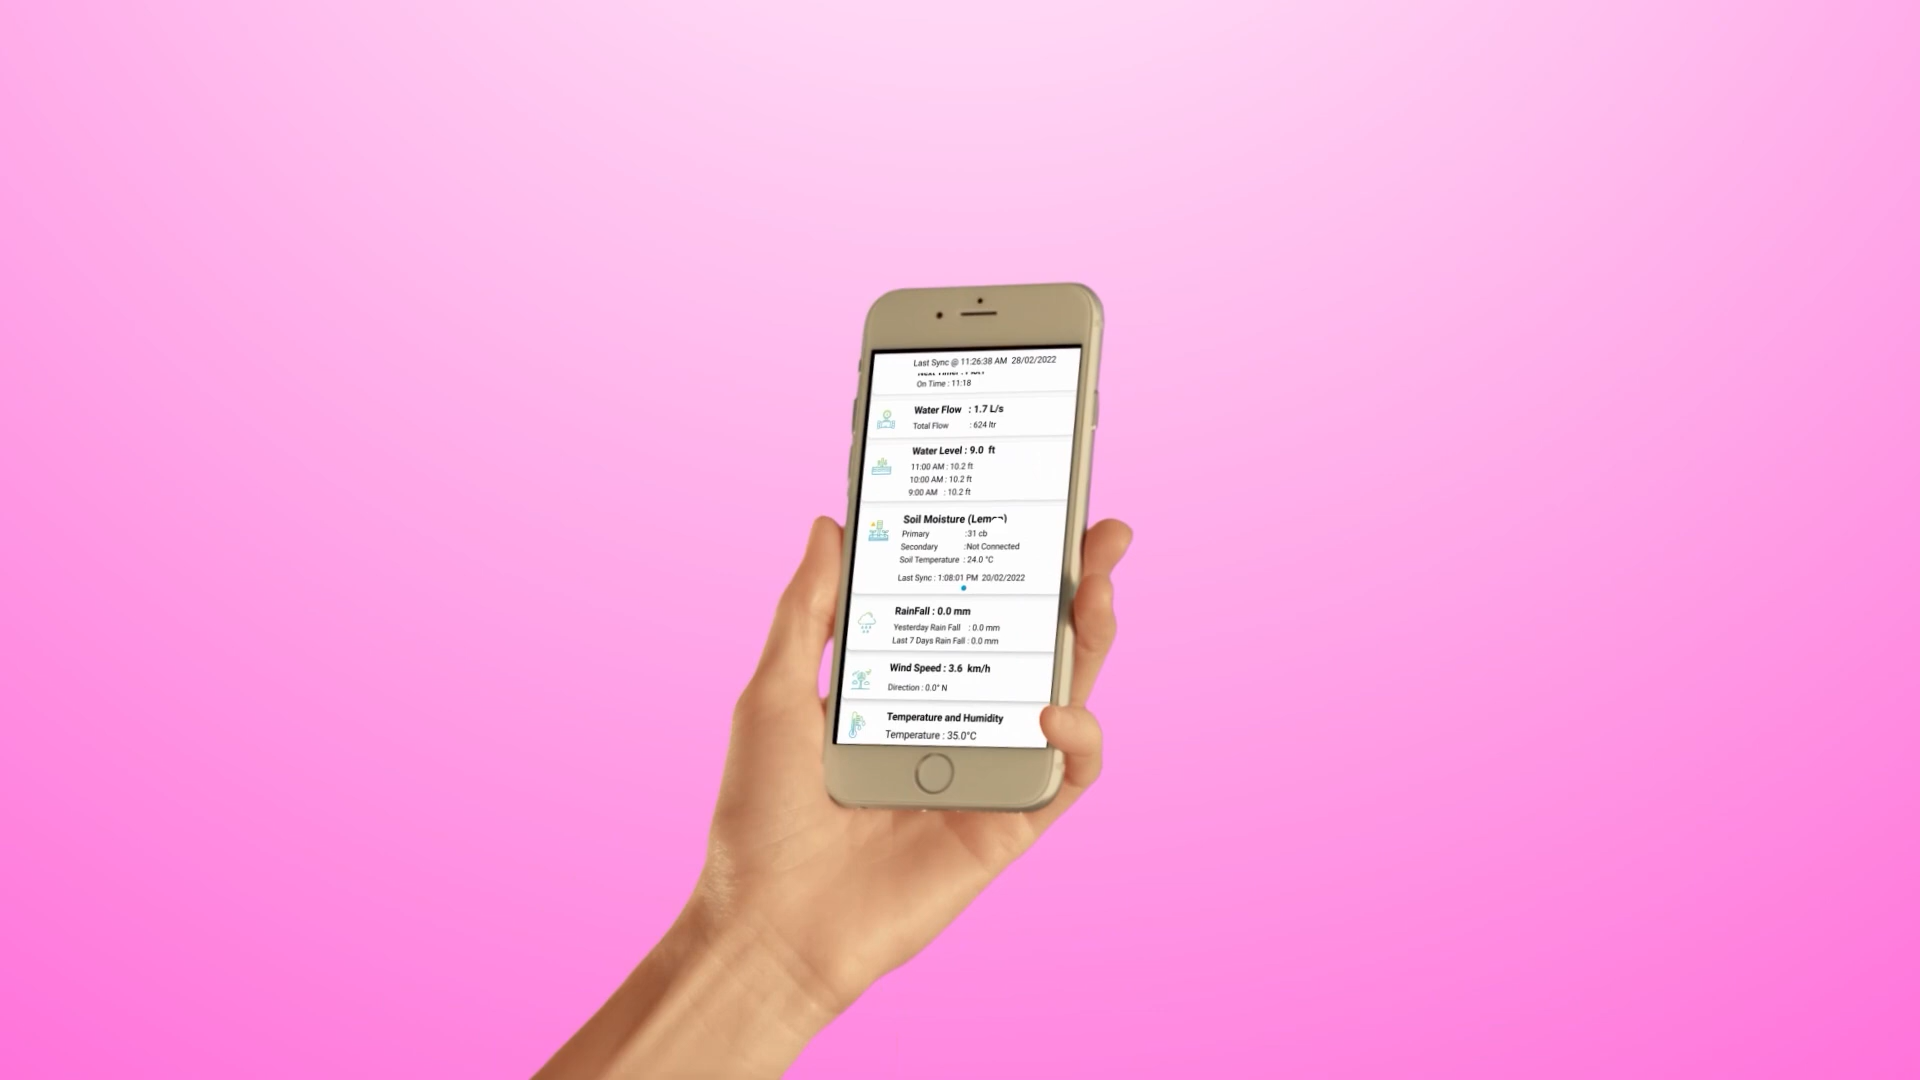 Last Sync @ 11:26:38 AM 28/02/2022
On Time : 11:18
Water Flow : 1.7 L/s
Total Flow : 624 ltr
Water Level : 9.0 ft
11:00 AM : 10.2 ft
10:00 AM : 10.2 ft
9:00 AM : 10.2 ft
Soil Moisture
Primary :31 cb
Secondary :Not Connected
Soil Temperature : 24.0 °C
Last Sync : 1:08:01 PM 20/02/2022
RainFall : 0.0 mm
Yesterday Rain Fall : 0.0 mm
Last 7 Days Rain Fall : 0.0 mm
Wind Speed : 3.6 km/h
Direction : 0.0° N
Temperature and Humidity
Temperature : 35.0°C